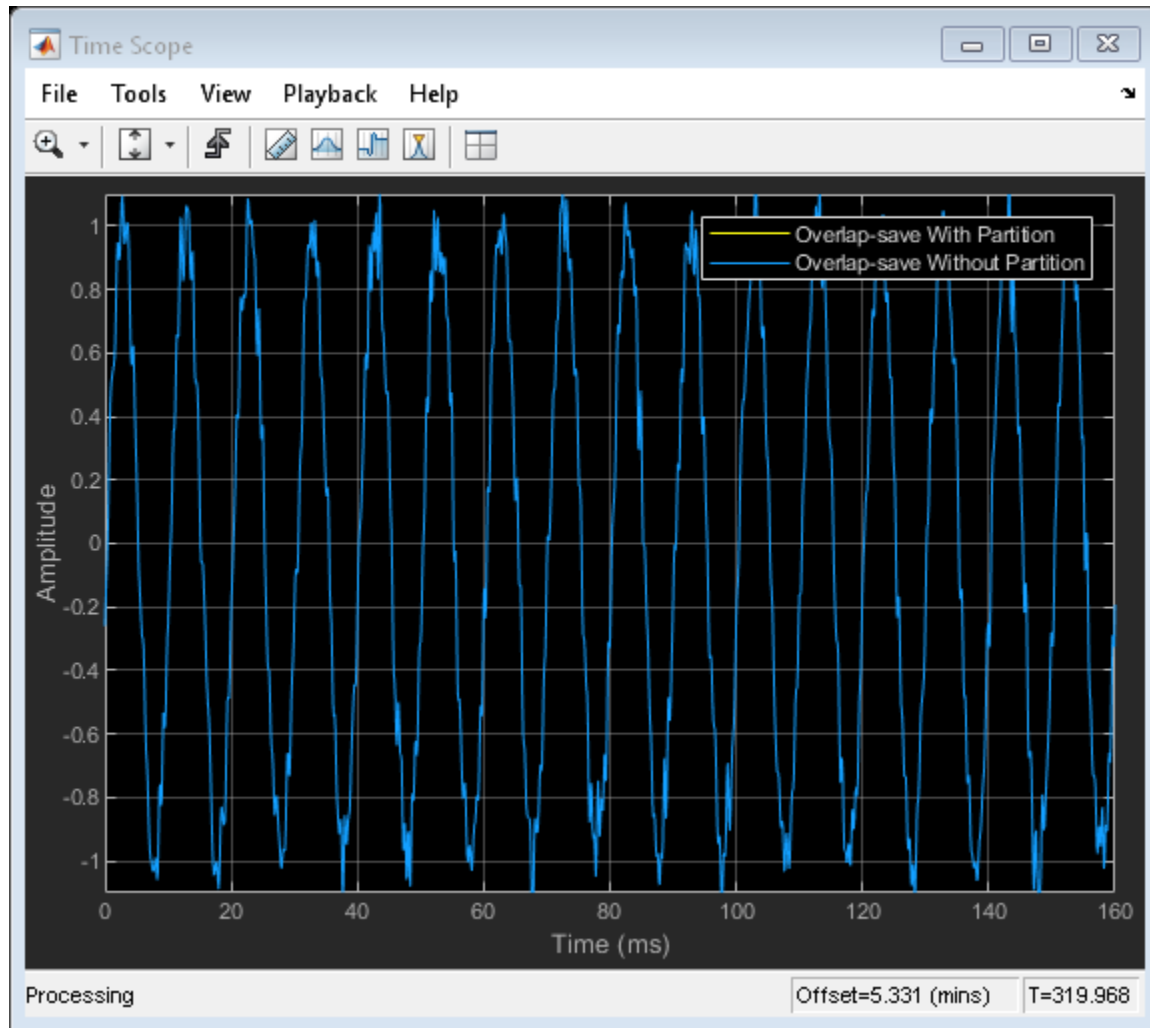 Time Scope
File Tools View Playback Help
1
0.8
0.6
0.4
0.2
0
-0.2
-0.4
-0.6
-0.8
-1
Amplitude
Overlap-save With Partition
Overlap-save Without Partition
0 20 40 60 80 100 120 140 160
Time (ms)
Processing Offset=5.331 (mins) T=319.968